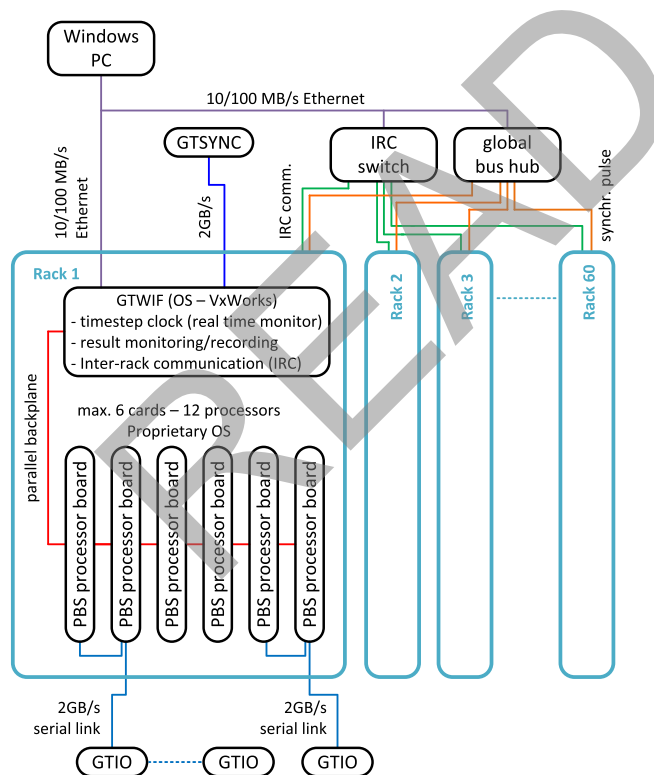 Windows
PC
10/100 MB/s Ethernet
GTSYNC
IRC
switch
global
bus hub
10/100 MB/s
Ethernet
2GB/s
IRC comm.
synchr. pulse
Rack 1
Rack 2
Rack 3
Rack 60
GTWIF (OS – VxWorks)
- timestep clock (real time monitor)
- result monitoring/recording
- Inter-rack communication (IRC)
parallel backplane
max. 6 cards – 12 processors
Proprietary OS
PBS processor board
PBS processor board
PBS processor board
PBS processor board
PBS processor board
PBS processor board
2GB/s
serial link
2GB/s
serial link
GTIO
GTIO
GTIO
READ